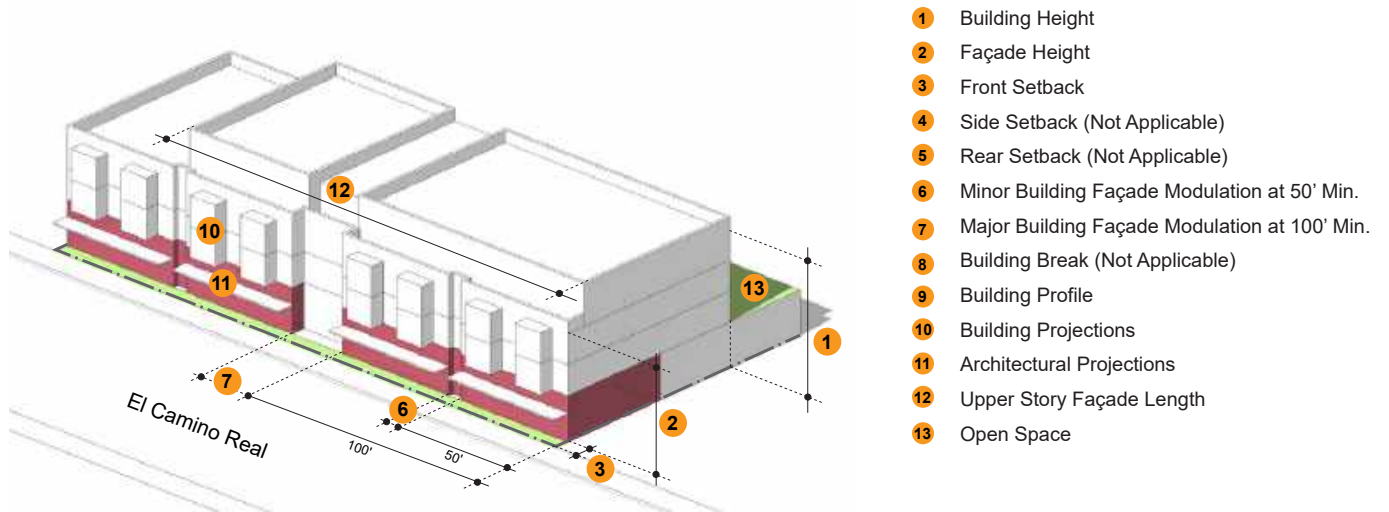 12
10
11
13
1
7
6
2
3
El Camino Real
100'
50'
1 Building Height
2 Façade Height
3 Front Setback
4 Side Setback (Not Applicable)
5 Rear Setback (Not Applicable)
6 Minor Building Façade Modulation at 50’ Min.
7 Major Building Façade Modulation at 100’ Min.
8 Building Break (Not Applicable)
9 Building Profile
10 Building Projections
11 Architectural Projections
12 Upper Story Façade Length
13 Open Space